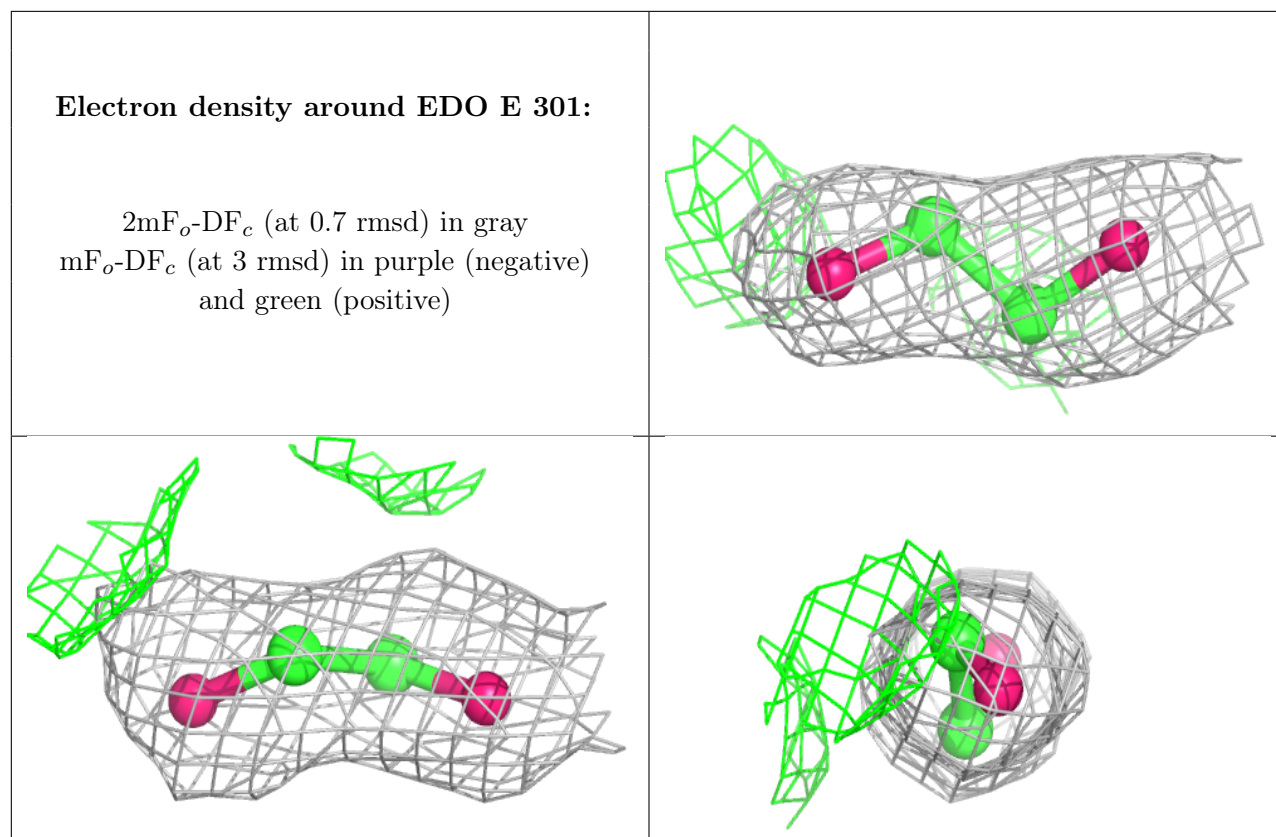 Electron density around EDO E 301:
2mFₒ-DF𝒸 (at 0.7 rmsd) in gray
mFₒ-DF𝒸 (at 3 rmsd) in purple (negative)
and green (positive)